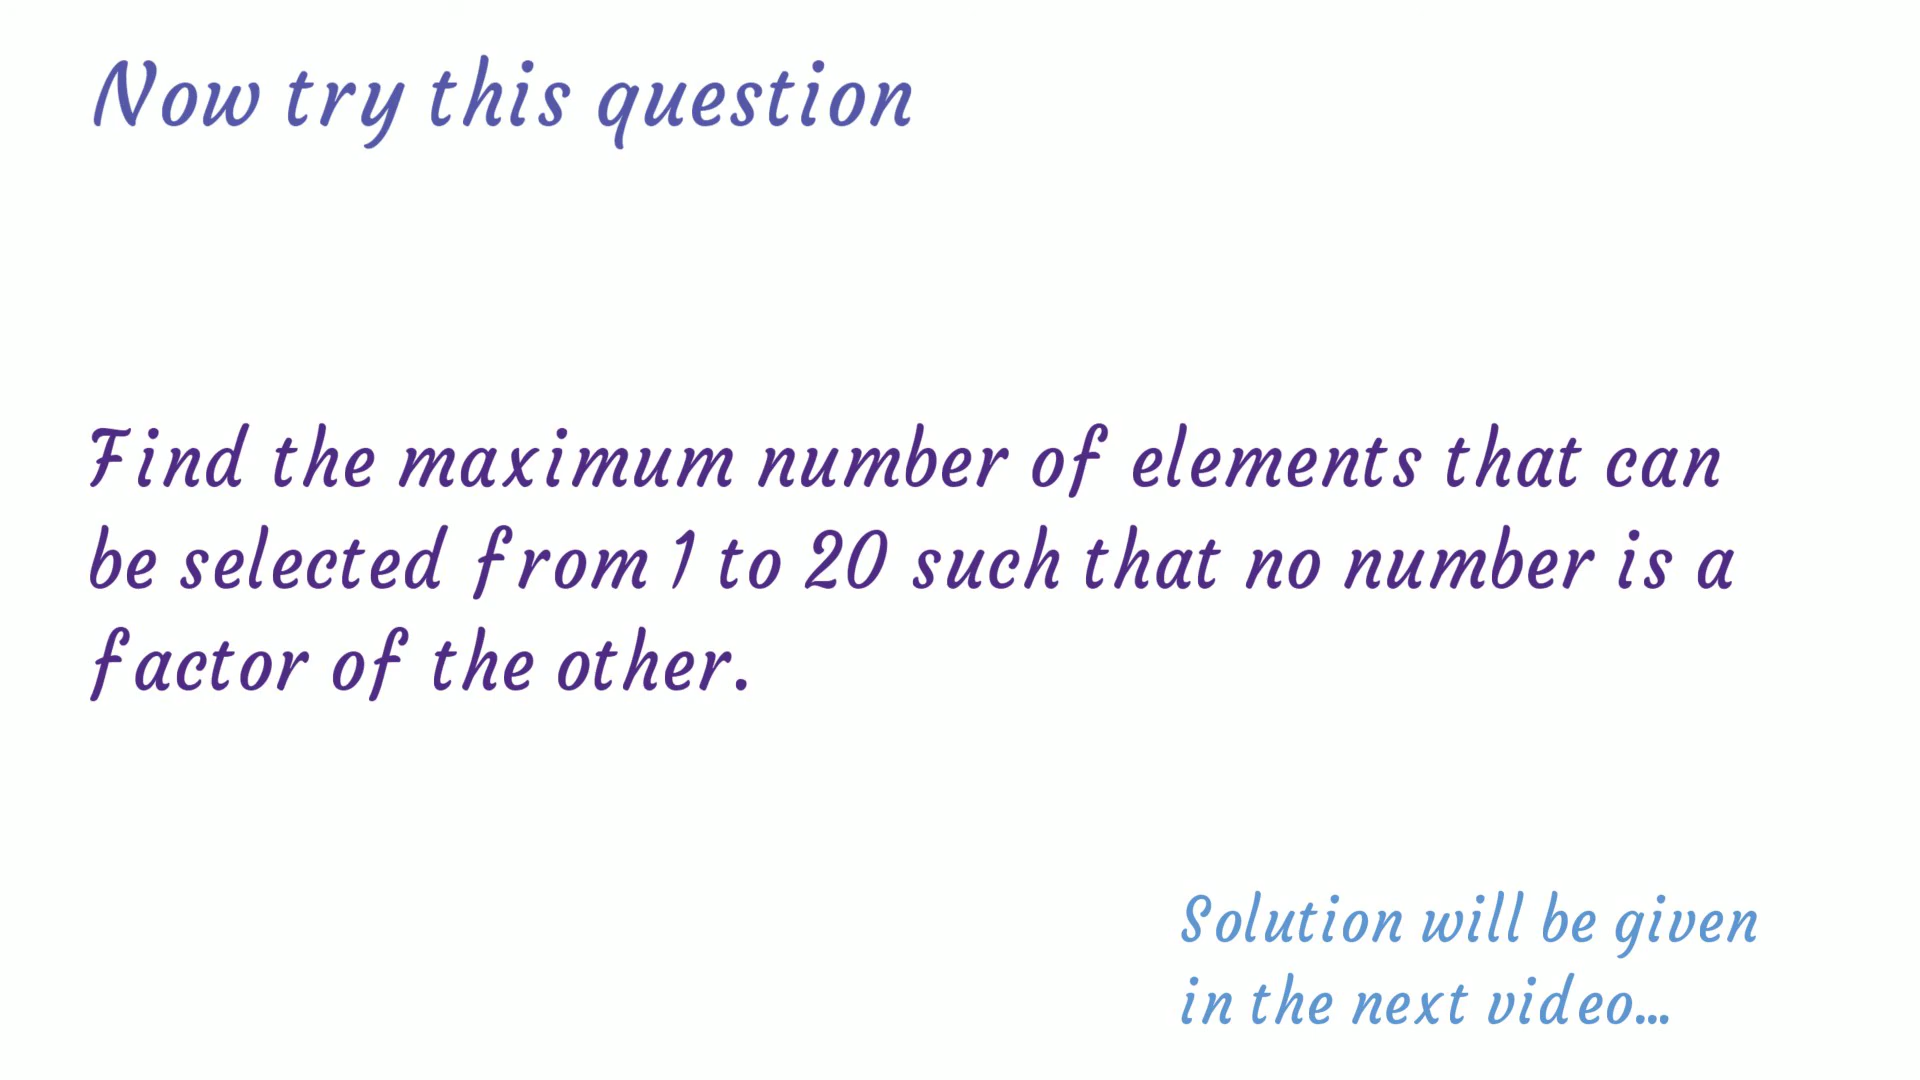 Now try this question
Find the maximum number of elements that can
be selected from 1 to 20 such that no number is a
factor of the other.
Solution will be given
in the next video...